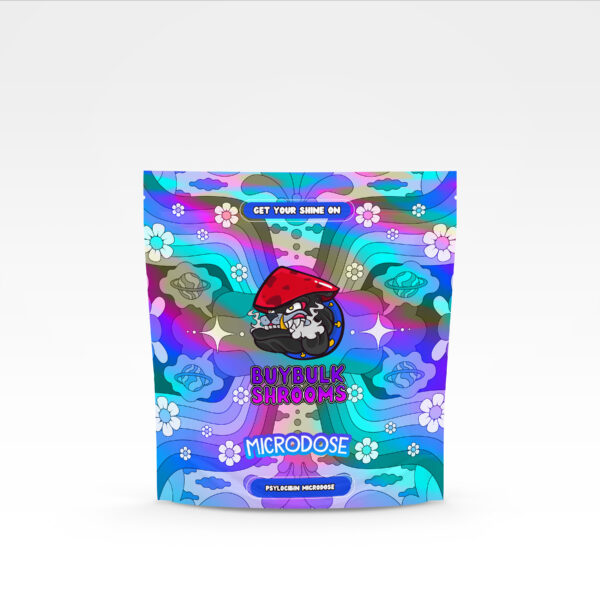 GET YOUR SHINE ON
BUYBULK
SHROOMS
MICRODOSE
PSYLOCIBIN MICRODOSE